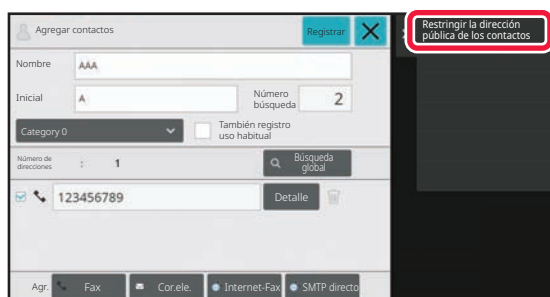 Agregar contactos
Registrar
Restringir la dirección
pública de los contactos
Nombre
AAA
Inicial
A
Número
búsqueda
2
Category 0
También registro
uso habitual
Número de
direcciones
:
1
Búsqueda
global
123456789
Detalle
Agr.
Fax
Cor.ele.
Internet-Fax
SMTP directo